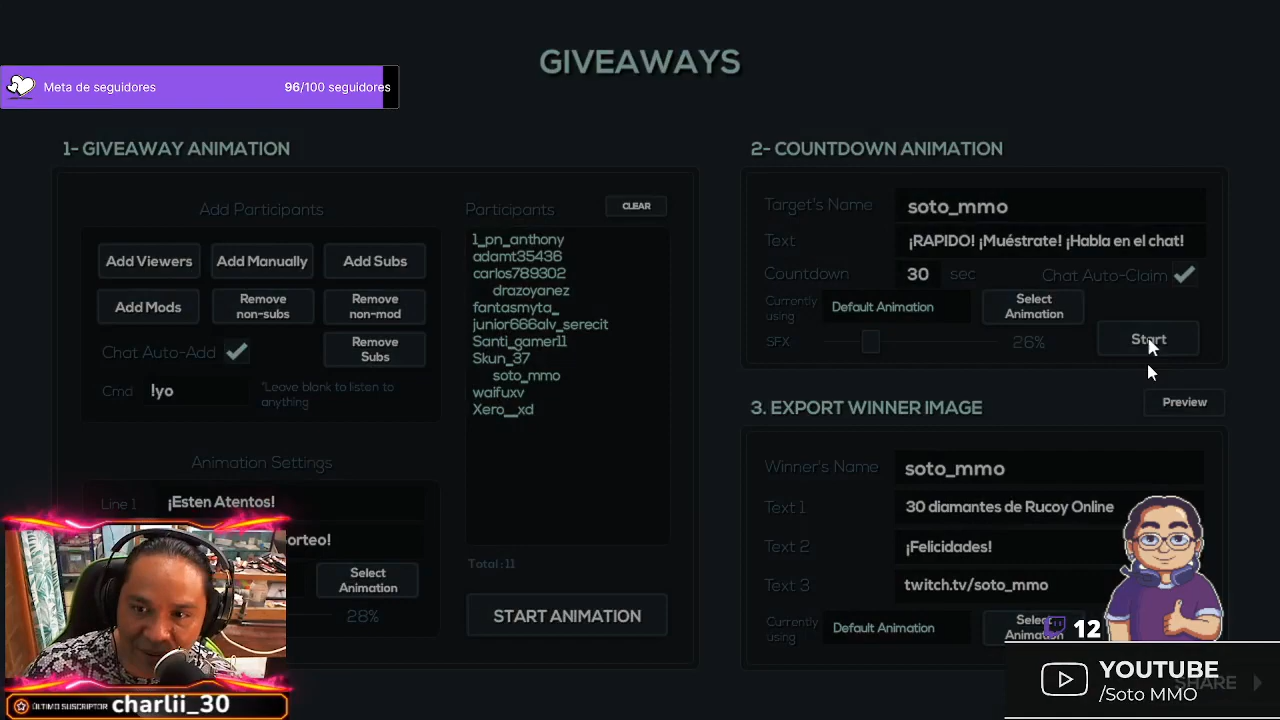 GIVEAWAYS
Meta de seguidores 96/100 seguidores
1- GIVEAWAY ANIMATION
Add Participants
Add Viewers Add Manually Add Subs
Add Mods Remove non-subs Remove non-mod
Chat Auto-Add Remove Subs
Cmd !yo *Leave blank to listen to anything
Participants CLEAR
1_pn_anthony
adamt35436
carlos789302
drazoyanez
fantasmyta_
junior666alv_serecit
Santi_gamer11
Skun_37
soto_mmo
waifuxv
Xero__xd
Total:11
START ANIMATION
Animation Settings
Line 1 ¡Esten Atentos!
orteo!
Select Animation
28%
2- COUNTDOWN ANIMATION
Target's Name soto_mmo
Text ¡RAPIDO! ¡Muéstrate! ¡Habla en el chat!
Countdown 30 sec Chat Auto-Claim
Currently using Default Animation Select Animation
SFX 26% Start
3. EXPORT WINNER IMAGE Preview
Winner's Name soto_mmo
Text 1 30 diamantes de Rucoy Online
Text 2 ¡Felicidades!
Text 3 twitch.tv/soto_mmo
Currently using Default Animation Select
12
YOUTUBE
/Soto MMO
SHARE
ÚLTIMO SUSCRIPTOR charlii_30